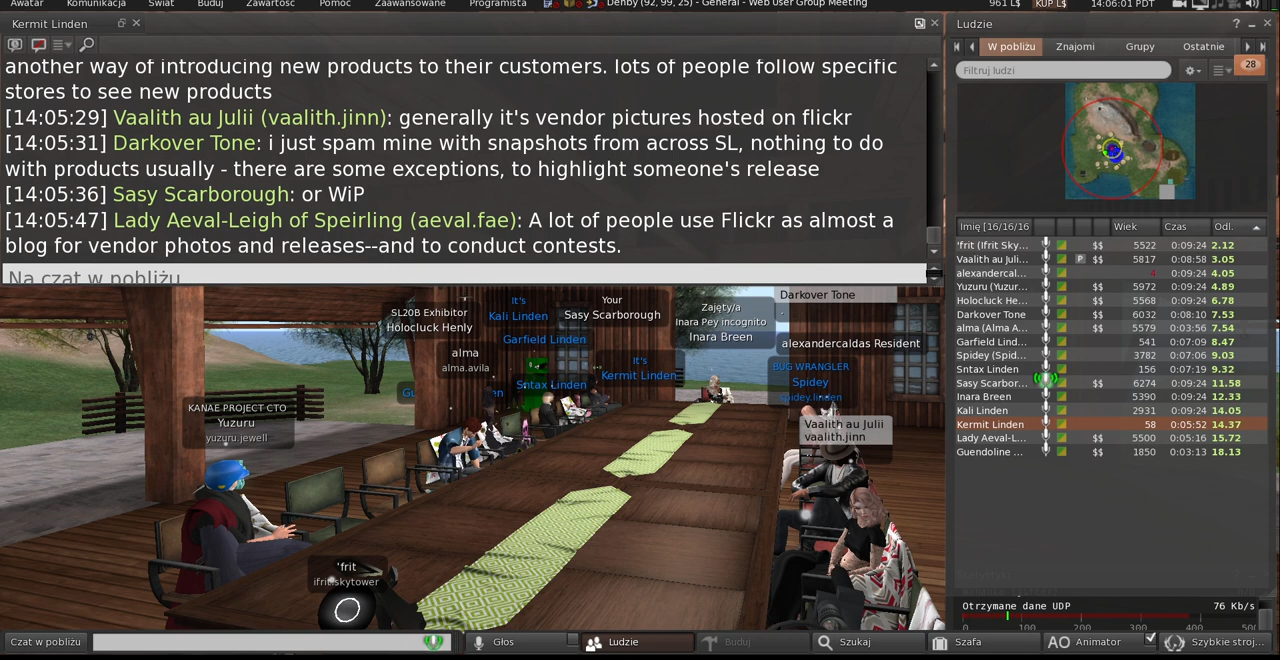 Awatar Komunikacja Świat Buduj Zawartość Pomoc Zaawansowane Programista Denby (92, 99, 25) - General - Web User Group Meeting 961 L$ KUP L$ 14:06:01 PDT
Kermit Linden
another way of introducing new products to their customers. lots of people follow specific
stores to see new products
[14:05:29] Vaalith au Julii (vaalith.jinn): generally it's vendor pictures hosted on flickr
[14:05:31] Darkover Tone: i just spam mine with snapshots from across SL, nothing to do
with products usually - there are some exceptions, to highlight someone's release
[14:05:36] Sasy Scarborough: or WiP
[14:05:47] Lady Aeval-Leigh of Speirling (aeval.fae): A lot of people use Flickr as almost a
blog for vendor photos and releases--and to conduct contests.
Na czat w pobliżu
SL20B Exhibitor
Holocluck Henly
It's
Kali Linden
Your
Sasy Scarborough
Zajęty/a
Inara Pey incognito
Inara Breen
Darkover Tone
alexandercaldas Resident
Garfield Linden
alma
alma.avila
It's
Kermit Linden
BUG WRANGLER
Spidey
spidey.linden
Sntax Linden
KANAE PROJECT CTO
Yuzuru
yuzuru.jewell
Vaalith au Julii
vaalith.jinn
'frit
ifrit.skytower
Ludzie
W pobliżu Znajomi Grupy Ostatnie
Filtruj ludzi
28
Imię [16/16/16 Wiek Czas Odl.
'frit (Ifrit Sky... $$ 5522 0:09:24 2.12
Vaalith au Juli... P $$ 5817 0:08:58 3.05
alexandercal... 4 0:09:24 4.05
Yuzuru (Yuzur... $$ 5972 0:09:24 4.89
Holocluck He... $$ 5568 0:09:24 6.78
Darkover Tone $$ 6032 0:08:10 7.53
alma (Alma A... $$ 5579 0:03:56 7.54
Garfield Lind... 541 0:07:09 8.47
Spidey (Spid... 3782 0:07:06 9.03
Sntax Linden 156 0:07:19 9.32
Sasy Scarbor... $$ 6274 0:09:24 11.58
Inara Breen 5390 0:09:24 12.33
Kali Linden 2931 0:09:24 14.05
Kermit Linden 58 0:05:52 14.37
Lady Aeval-L... $$ 5500 0:05:16 15.72
Guendoline ... $$ 1850 0:03:13 18.13
Otrzymane dane UDP 76 Kb/s
0 100 200 300 400
Czat w pobliżu Głos Ludzie Buduj Szukaj Szafa AO Animator Szybkie stroj...